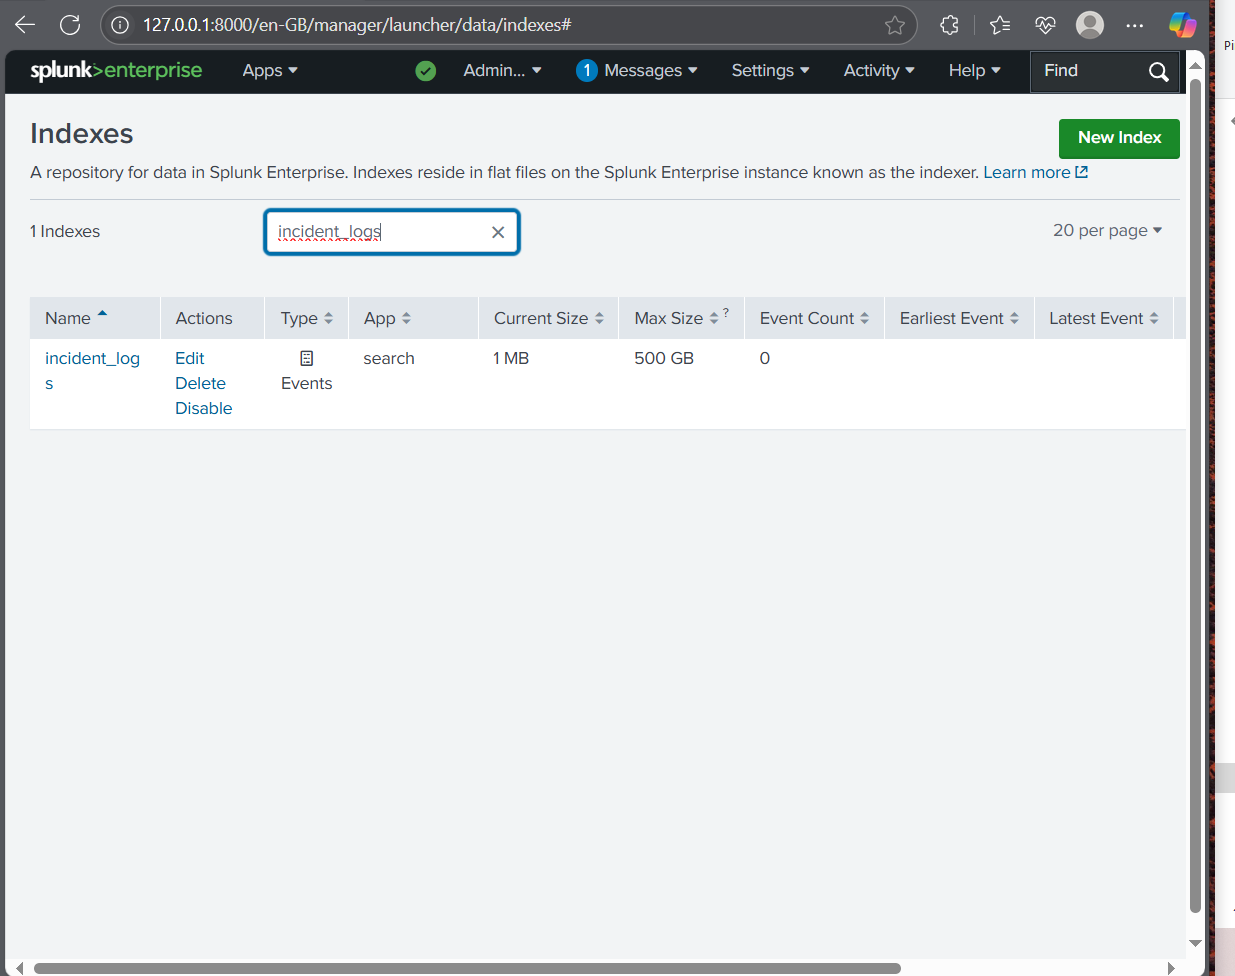 127.0.0.1:8000/en-GB/manager/launcher/data/indexes#
Pi
splunk>enterprise Apps Admin... 1 Messages Settings Activity Help Find
Indexes
New Index
A repository for data in Splunk Enterprise. Indexes reside in flat files on the Splunk Enterprise instance known as the indexer. Learn more
1 Indexes incident_logs 20 per page
Name Actions Type App Current Size Max Size ? Event Count Earliest Event Latest Event
incident_log Edit search 1 MB 500 GB 0
s Delete Events
Disable